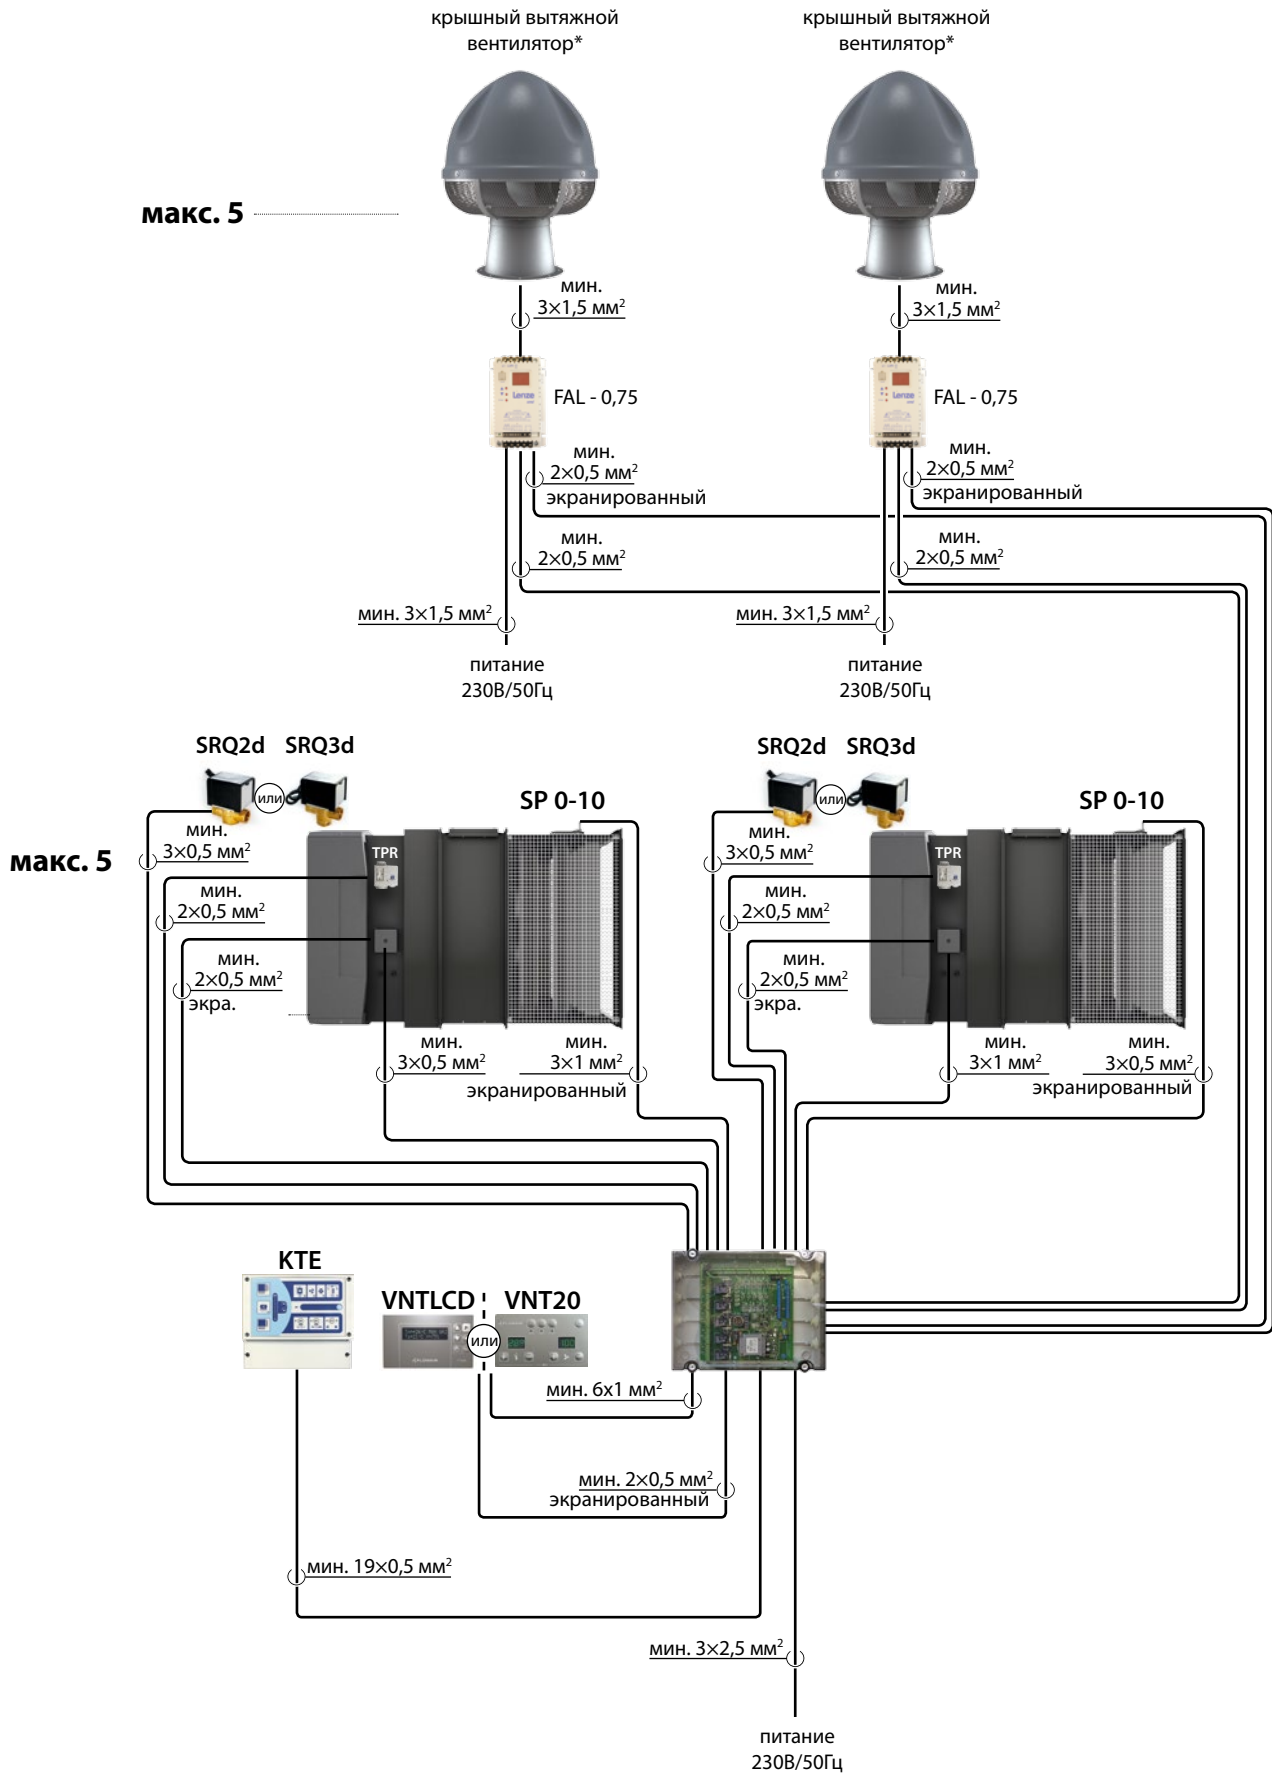 крышный вытяжной
вентилятор*
крышный вытяжной
вентилятор*
макс. 5
мин.
3×1,5 мм²
мин.
3×1,5 мм²
Lenze
FAL - 0,75
Lenze
FAL - 0,75
мин.
2×0,5 мм²
экранированный
мин.
2×0,5 мм²
экранированный
мин.
2×0,5 мм²
мин.
2×0,5 мм²
мин. 3×1,5 мм²
мин. 3×1,5 мм²
питание
230В/50Гц
питание
230В/50Гц
SRQ2d SRQ3d
или
SRQ2d SRQ3d
или
SP 0-10
SP 0-10
макс. 5
мин.
3×0,5 мм²
TPR
мин.
2×0,5 мм²
мин.
2×0,5 мм²
экра.
мин.
3×0,5 мм²
мин.
3×1 мм²
экранированный
мин.
3×0,5 мм²
TPR
мин.
2×0,5 мм²
мин.
2×0,5 мм²
экра.
мин.
3×1 мм²
мин.
3×0,5 мм²
экранированный
KTE
VNTLCD
или
VNT20
мин. 6x1 мм²
мин. 2×0,5 мм²
экранированный
мин. 19×0,5 мм²
мин. 3×2,5 мм²
питание
230В/50Гц